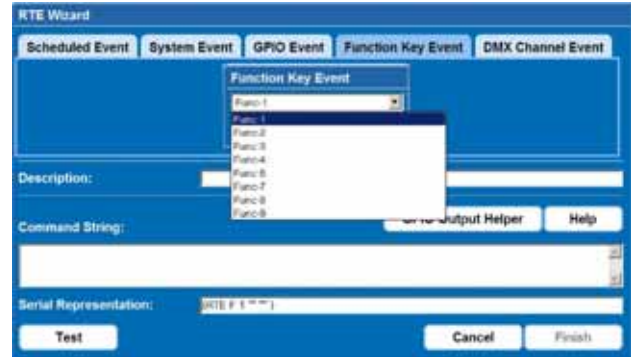 RTE Wizard
Scheduled Event System Event GPIO Event Function Key Event DMX Channel Event
Function Key Event
Func-1
Func-1
Func-2
Func-3
Func-4
Func-7
Func-8
Func-9
Description:
Output Helper Help
Command String:
Serial Representation: (RTE F 1 "" "" )
Test Cancel Finish